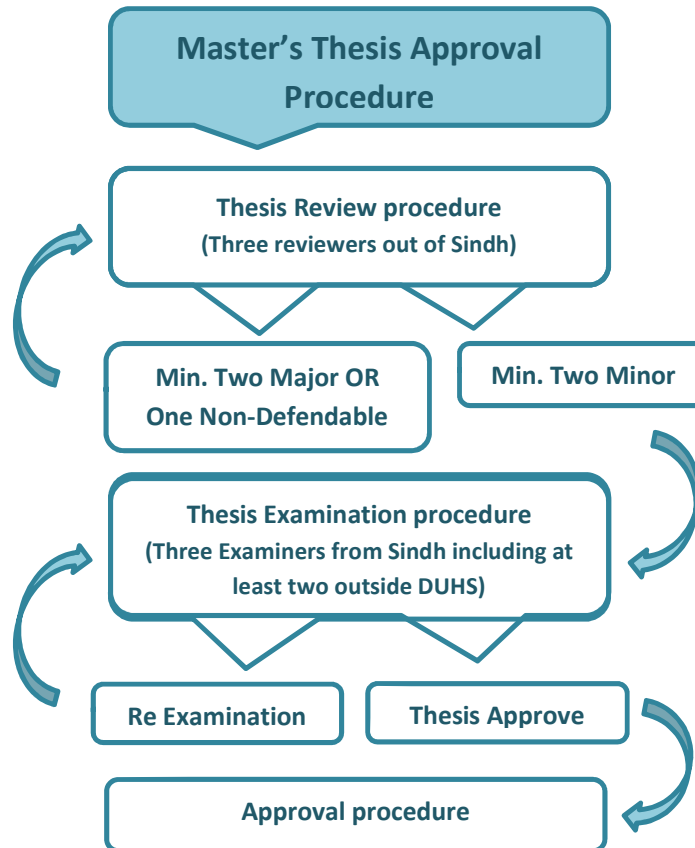 Master’s Thesis Approval
Procedure
Thesis Review procedure
(Three reviewers out of Sindh)
Min. Two Major OR
One Non-Defendable
Min. Two Minor
Thesis Examination procedure
(Three Examiners from Sindh including at
least two outside DUHS)
Re Examination
Thesis Approve
Approval procedure